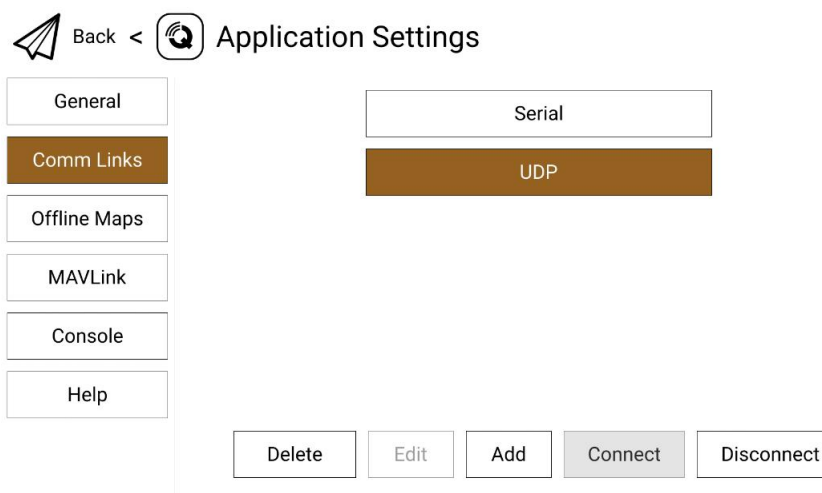 Back < Application Settings
General
Comm Links
Offline Maps
MAVLink
Console
Help
Serial
UDP
Delete Edit Add Connect Disconnect